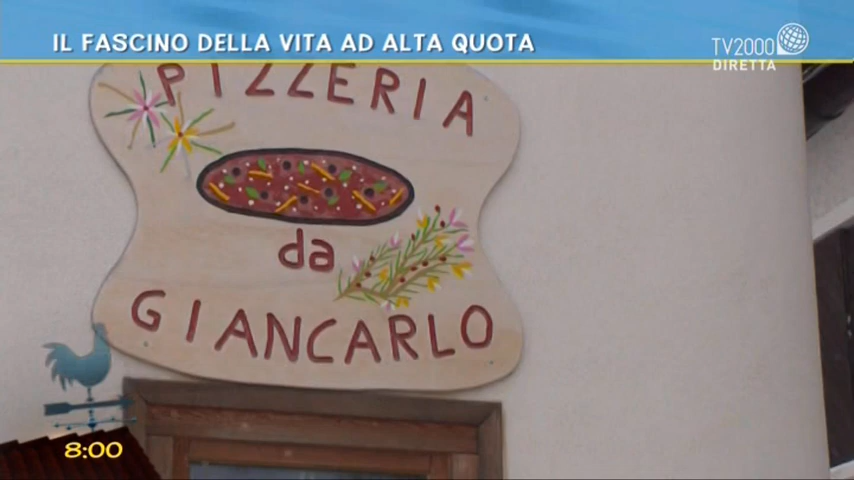 IL FASCINO DELLA VITA AD ALTA QUOTA
TV2000
DIRETTA
PIZZERIA
da
GIANCARLO
8:00